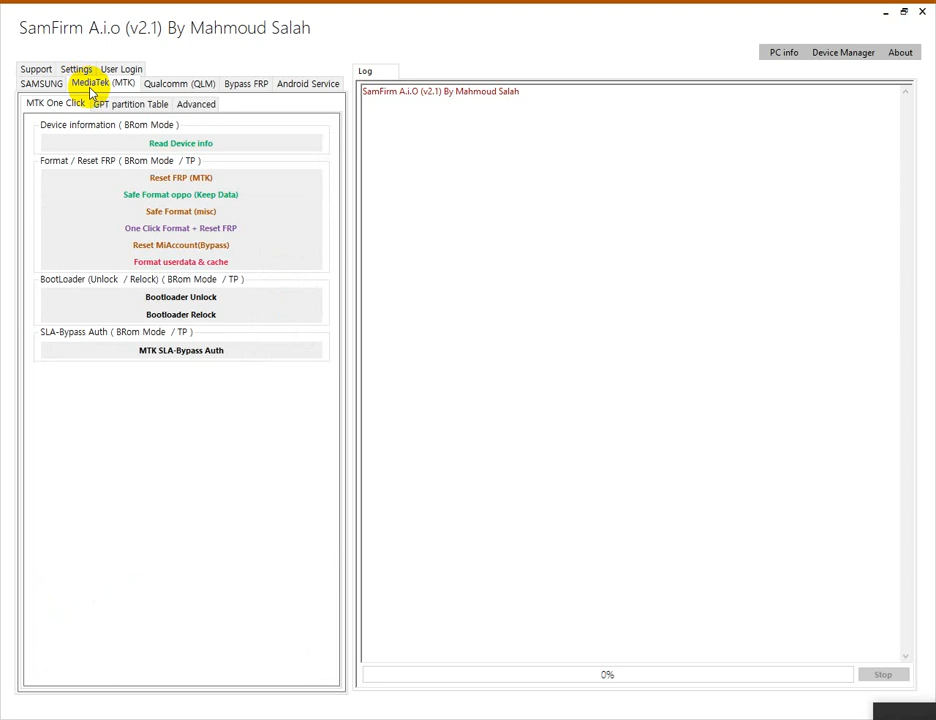 SamFirm A.i.o (v2.1) By Mahmoud Salah
PC info Device Manager About
Support Settings User Login
SAMSUNG MediaTek (MTK) Qualcomm (QLM) Bypass FRP Android Service
MTK One Click GPT partition Table Advanced
Device information ( BRom Mode )
Read Device info
Format / Reset FRP ( BRom Mode / TP )
Reset FRP (MTK)
Safe Format oppo (Keep Data)
Safe Format (misc)
One Click Format + Reset FRP
Reset MiAccount(Bypass)
Format userdata & cache
BootLoader (Unlock / Relock) ( BRom Mode / TP )
Bootloader Unlock
Bootloader Relock
SLA-Bypass Auth ( BRom Mode / TP )
MTK SLA-Bypass Auth
Log
SamFirm A.i.O (v2.1) By Mahmoud Salah
0%
Stop